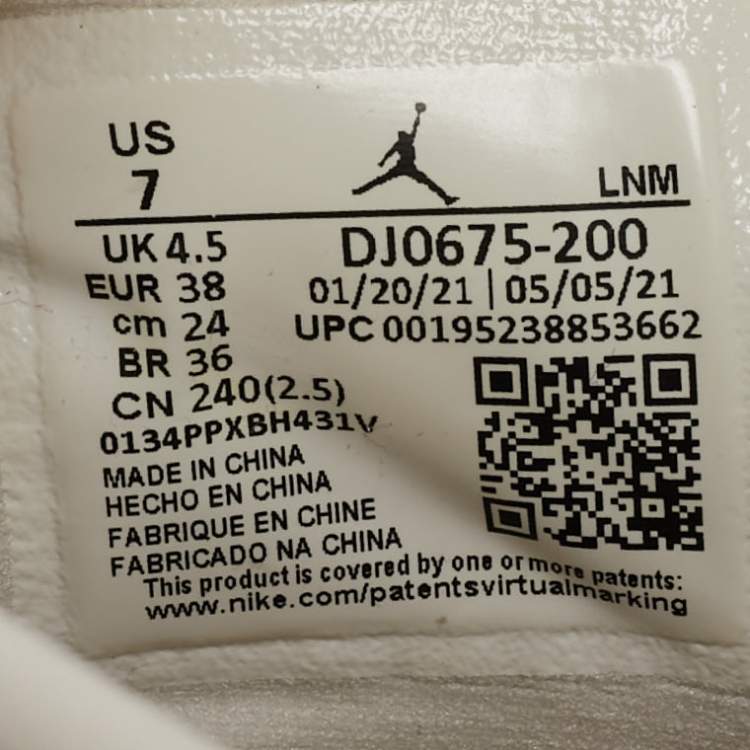 US
7
LNM
UK 4.5
EUR 38
cm 24
BR 36
CN 240(2.5)
DJ0675-200
01/20/21 | 05/05/21
UPC 00195238853662
0134PPXBH431V
MADE IN CHINA
HECHO EN CHINA
FABRIQUE EN CHINE
FABRICADO NA CHINA
This product is covered by one or more patents:
www.nike.com/patentsvirtualmarking